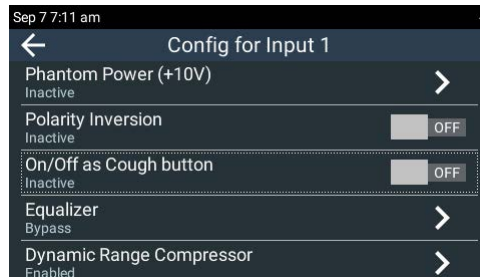 Sep 7 7:11 am
Config for Input 1
Phantom Power (+10V)
Inactive
Polarity Inversion
Inactive
OFF
On/Off as Cough button
Inactive
OFF
Equalizer
Bypass
Dynamic Range Compressor
Enabled